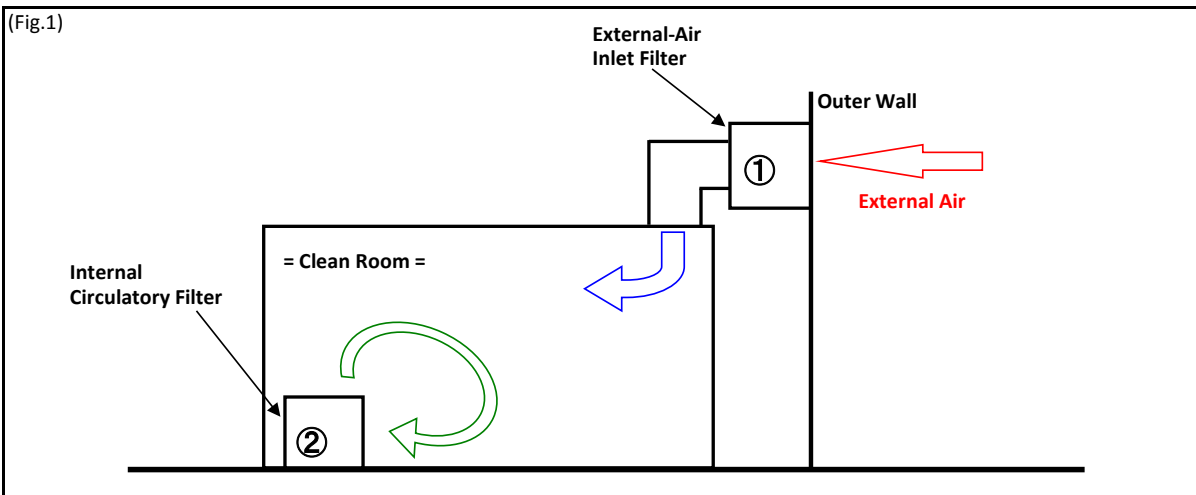 (Fig.1)
External-Air
Inlet Filter
Outer Wall
①
External Air
= Clean Room =
Internal
Circulatory Filter
②